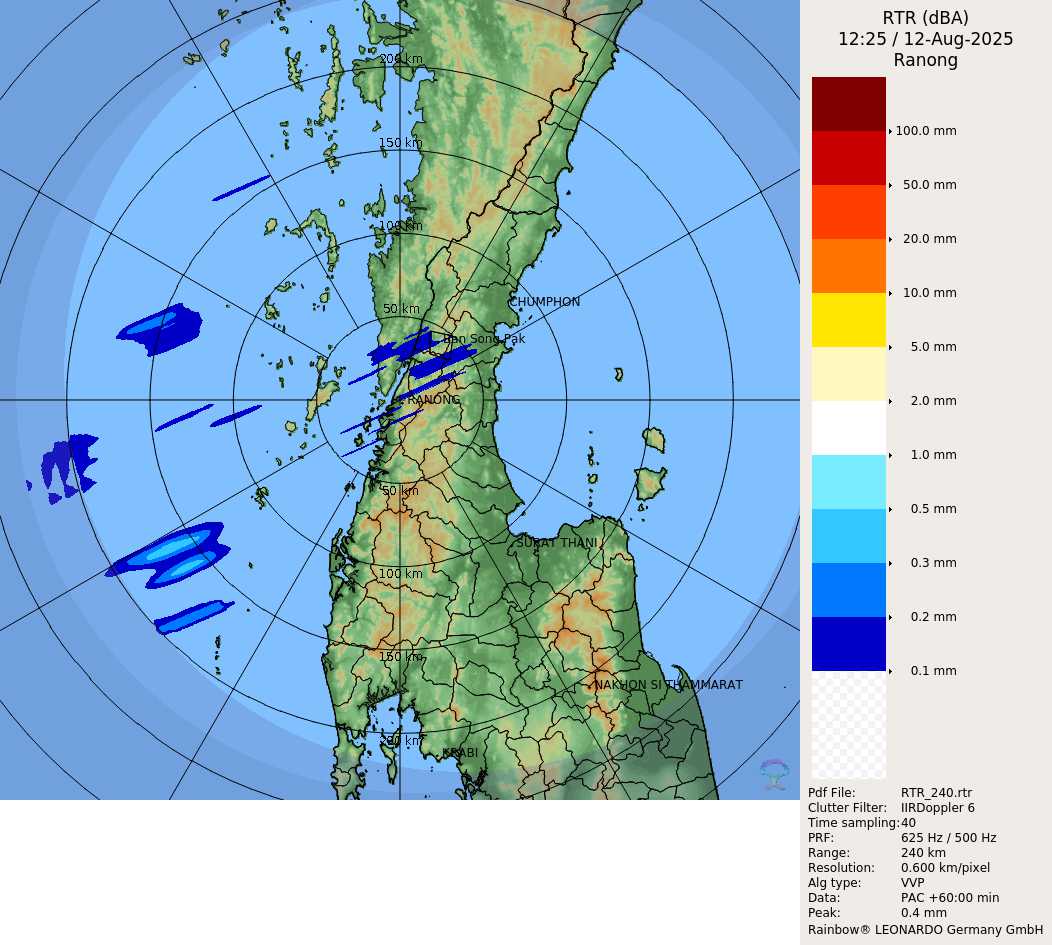 RTR (dBA)
12:25 / 12-Aug-2025
Ranong
200 km
150 km
100 km
50 km
CHUMPHON
Ban Song Pak
RANONG
50 km
SURAT THANI
100 km
150 km
NAKHON SI THAMMARAT
200 km
KRABI
100.0 mm
50.0 mm
20.0 mm
10.0 mm
5.0 mm
2.0 mm
1.0 mm
0.5 mm
0.3 mm
0.2 mm
0.1 mm
Pdf File: RTR_240.rtr
Clutter Filter: IIRDoppler 6
Time sampling:40
PRF: 625 Hz / 500 Hz
Range: 240 km
Resolution: 0.600 km/pixel
Alg type: VVP
Data: PAC +60:00 min
Peak: 0.4 mm
Rainbow® LEONARDO Germany GmbH